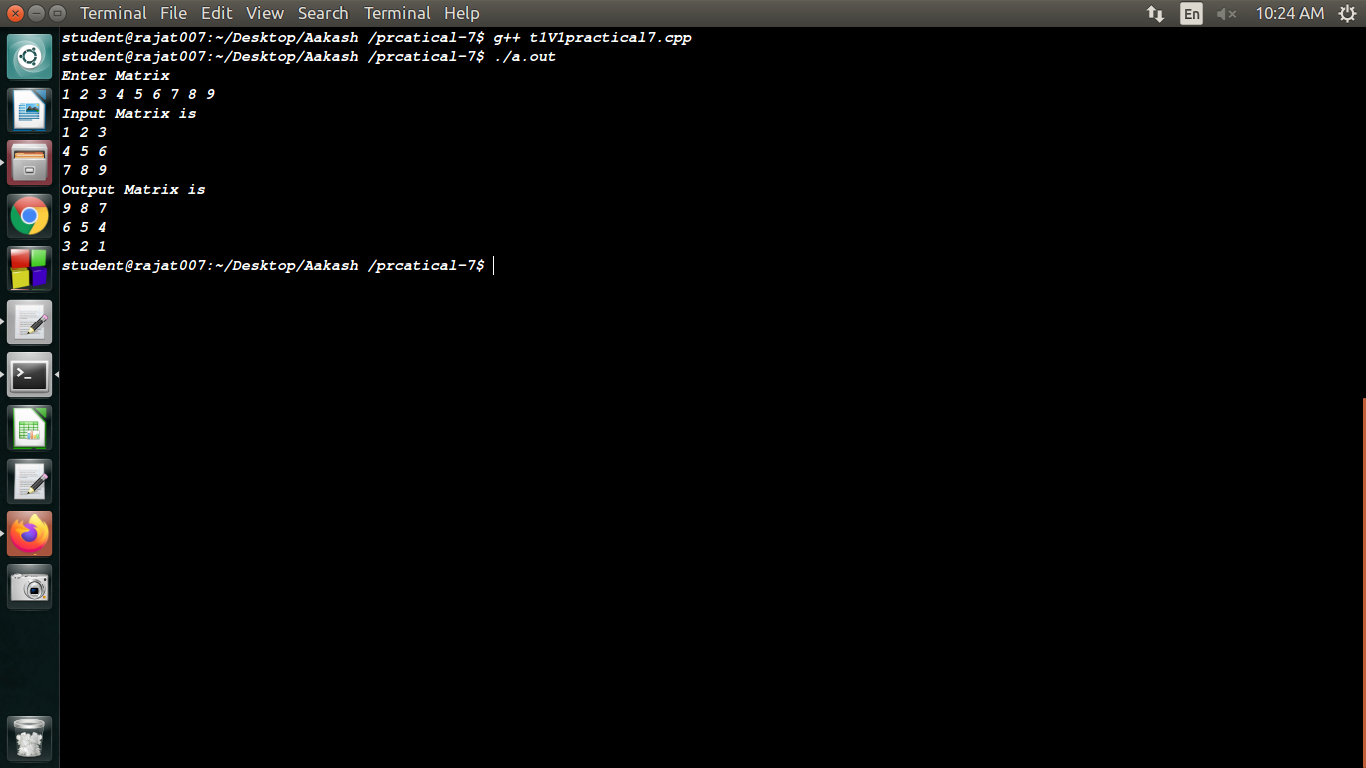 Terminal File Edit View Search Terminal Help En 10:24 AM
student@rajat007:~/Desktop/Aakash /prcatical-7$ g++ t1V1practical7.cpp
student@rajat007:~/Desktop/Aakash /prcatical-7$ ./a.out
Enter Matrix
1 2 3 4 5 6 7 8 9
Input Matrix is
1 2 3
4 5 6
7 8 9
Output Matrix is
9 8 7
6 5 4
3 2 1
student@rajat007:~/Desktop/Aakash /prcatical-7$